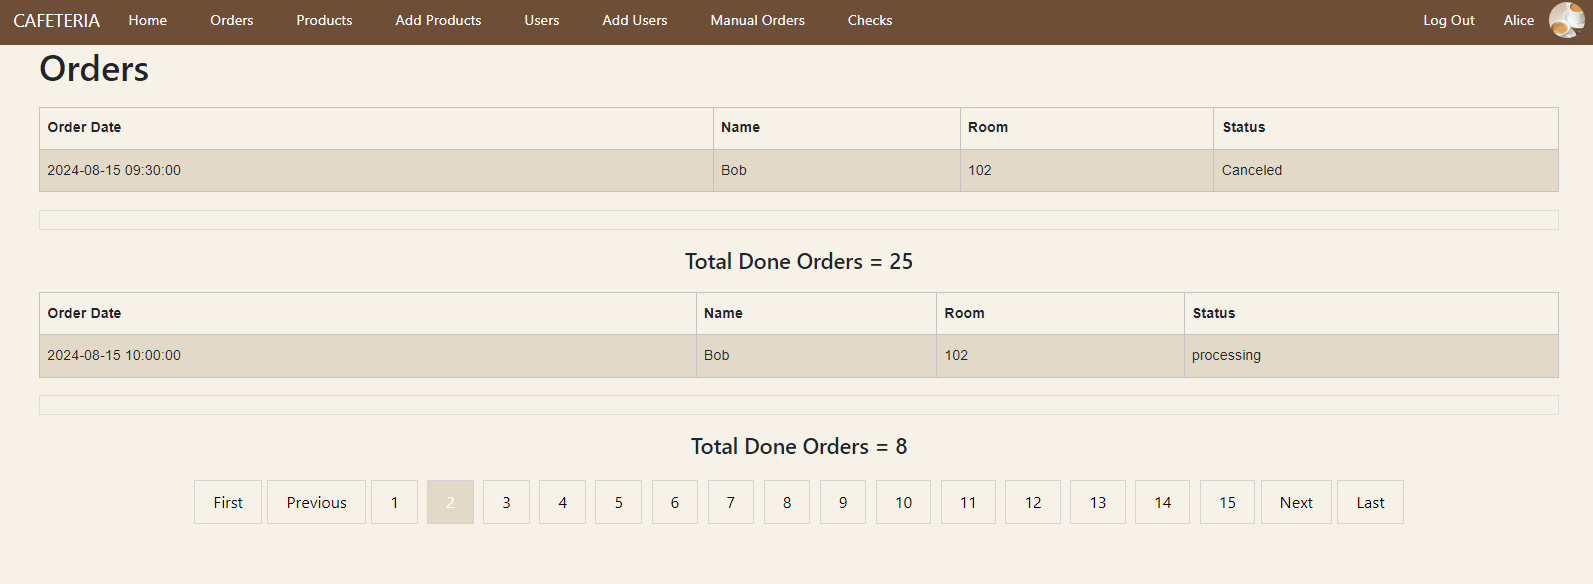 CAFETERIA Home Orders Products Add Products Users Add Users Manual Orders Checks Log Out Alice
Orders
Order Date Name Room Status
2024-08-15 09:30:00 Bob 102 Canceled
Total Done Orders = 25
Order Date Name Room Status
2024-08-15 10:00:00 Bob 102 processing
Total Done Orders = 8
First Previous 1 2 3 4 5 6 7 8 9 10 11 12 13 14 15 Next Last